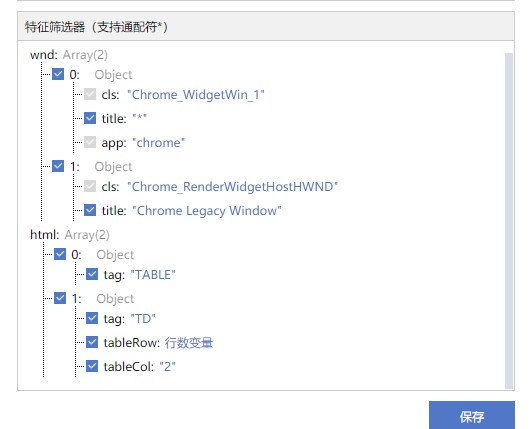 特征筛选器（支持通配符*）
wnd: Array(2)
0: Object
cls: "Chrome_WidgetWin_1"
title: "*"
app: "chrome"
1: Object
cls: "Chrome_RenderWidgetHostHWND"
title: "Chrome Legacy Window"
html: Array(2)
0: Object
tag: "TABLE"
1: Object
tag: "TD"
tableRow: 行数变量
tableCol: "2"
保存